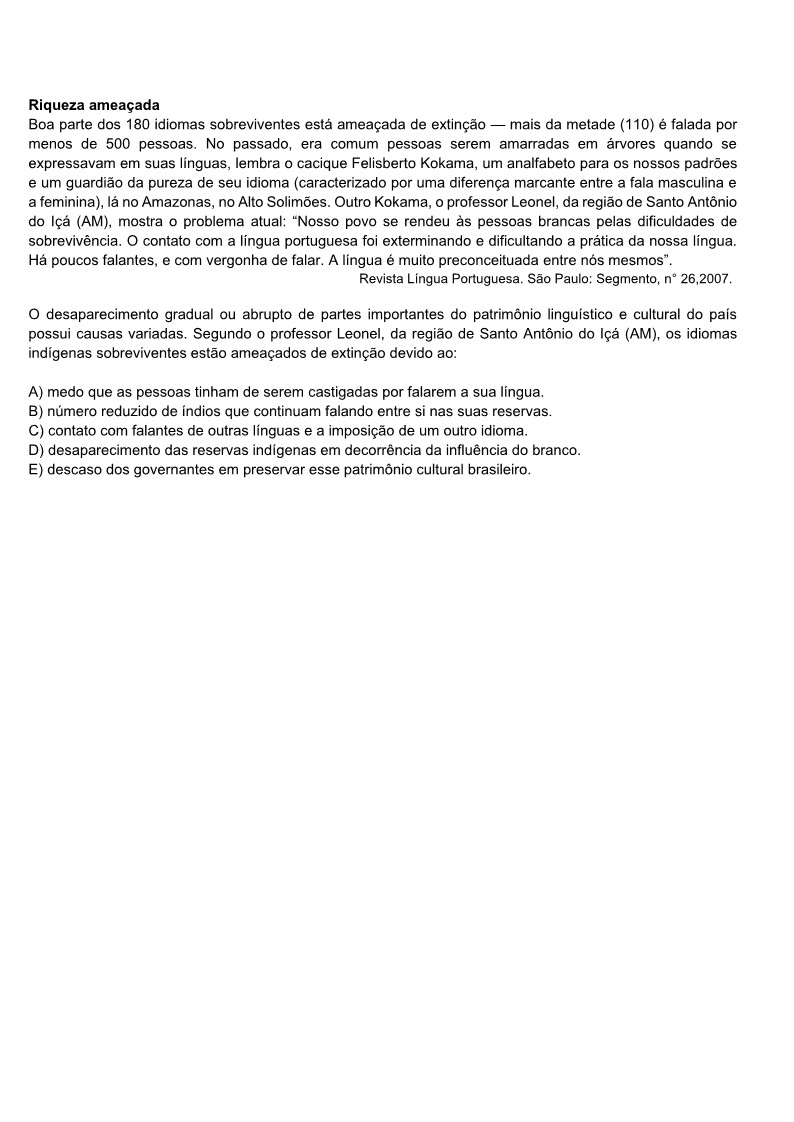 Riqueza ameaçada
Boa parte dos 180 idiomas sobreviventes está ameaçada de extinção — mais da metade (110) é falada por
menos de 500 pessoas. No passado, era comum pessoas serem amarradas em árvores quando se
expressavam em suas línguas, lembra o cacique Felisberto Kokama, um analfabeto para os nossos padrões
e um guardião da pureza de seu idioma (caracterizado por uma diferença marcante entre a fala masculina e
a feminina), lá no Amazonas, no Alto Solimões. Outro Kokama, o professor Leonel, da região de Santo Antônio
do Içá (AM), mostra o problema atual: “Nosso povo se rendeu às pessoas brancas pelas dificuldades de
sobrevivência. O contato com a língua portuguesa foi exterminando e dificultando a prática da nossa língua.
Há poucos falantes, e com vergonha de falar. A língua é muito preconceituada entre nós mesmos”.
Revista Língua Portuguesa. São Paulo: Segmento, n° 26,2007.
O desaparecimento gradual ou abrupto de partes importantes do patrimônio linguístico e cultural do país
possui causas variadas. Segundo o professor Leonel, da região de Santo Antônio do Içá (AM), os idiomas
indígenas sobreviventes estão ameaçados de extinção devido ao:
A) medo que as pessoas tinham de serem castigadas por falarem a sua língua.
B) número reduzido de índios que continuam falando entre si nas suas reservas.
C) contato com falantes de outras línguas e a imposição de um outro idioma.
D) desaparecimento das reservas indígenas em decorrência da influência do branco.
E) descaso dos governantes em preservar esse patrimônio cultural brasileiro.